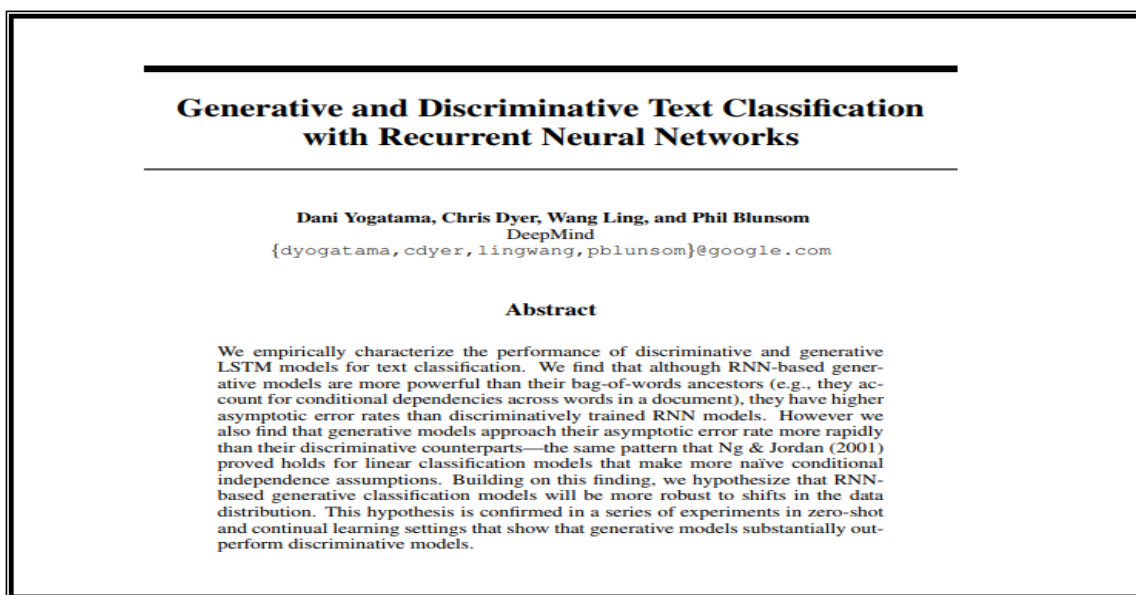 Generative and Discriminative Text Classification
with Recurrent Neural Networks
Dani Yogatama, Chris Dyer, Wang Ling, and Phil Blunsom
DeepMind
{dyogatama,cdyer,lingwang,pblunsom}@google.com
Abstract
We empirically characterize the performance of discriminative and generative
LSTM models for text classification. We find that although RNN-based gener-
ative models are more powerful than their bag-of-words ancestors (e.g., they ac-
count for conditional dependencies across words in a document), they have higher
asymptotic error rates than discriminatively trained RNN models. However we
also find that generative models approach their asymptotic error rate more rapidly
than their discriminative counterparts—the same pattern that Ng & Jordan (2001)
proved holds for linear classification models that make more naïve conditional
independence assumptions. Building on this finding, we hypothesize that RNN-
based generative classification models will be more robust to shifts in the data
distribution. This hypothesis is confirmed in a series of experiments in zero-shot
and continual learning settings that show that generative models substantially out-
perform discriminative models.